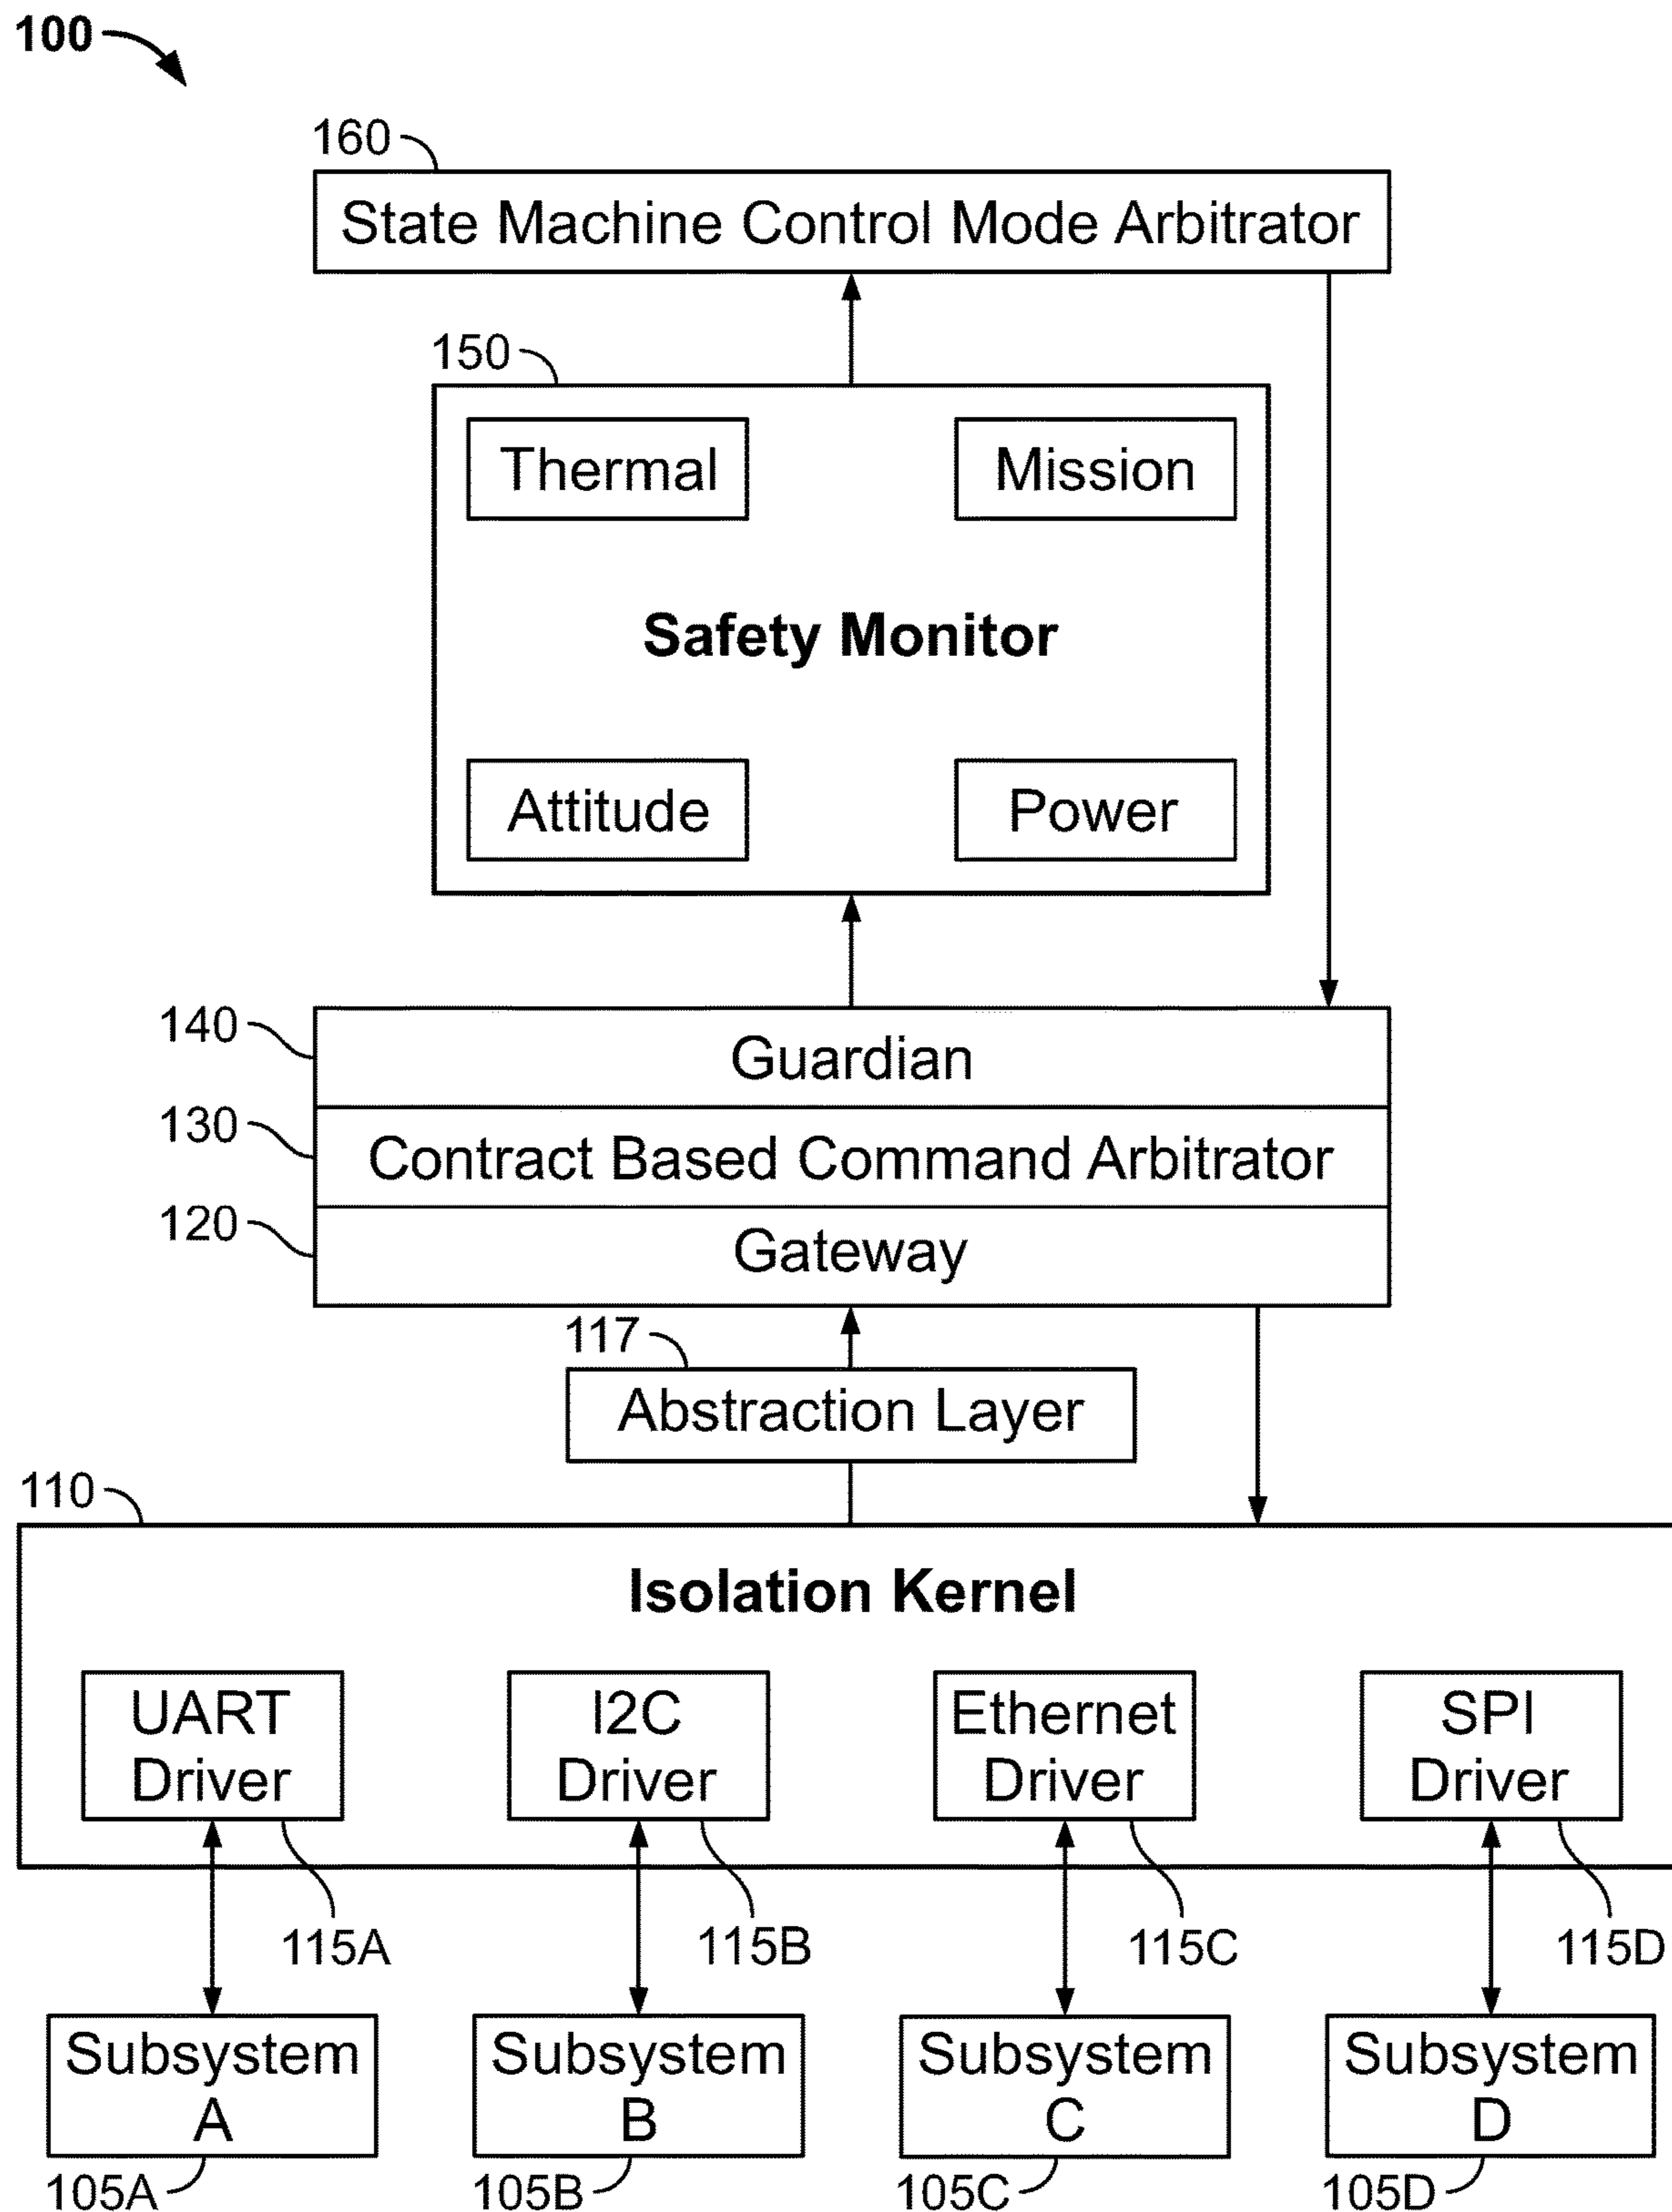 100
160
State Machine Control Mode Arbitrator
150
Thermal
Mission
Safety Monitor
Attitude
Power
140
Guardian
130
Contract Based Command Arbitrator
120
Gateway
117
Abstraction Layer
110
Isolation Kernel
UART
Driver
I2C
Driver
Ethernet
Driver
SPI
Driver
115A
115B
115C
115D
Subsystem
A
Subsystem
B
Subsystem
C
Subsystem
D
105A
105B
105C
105D